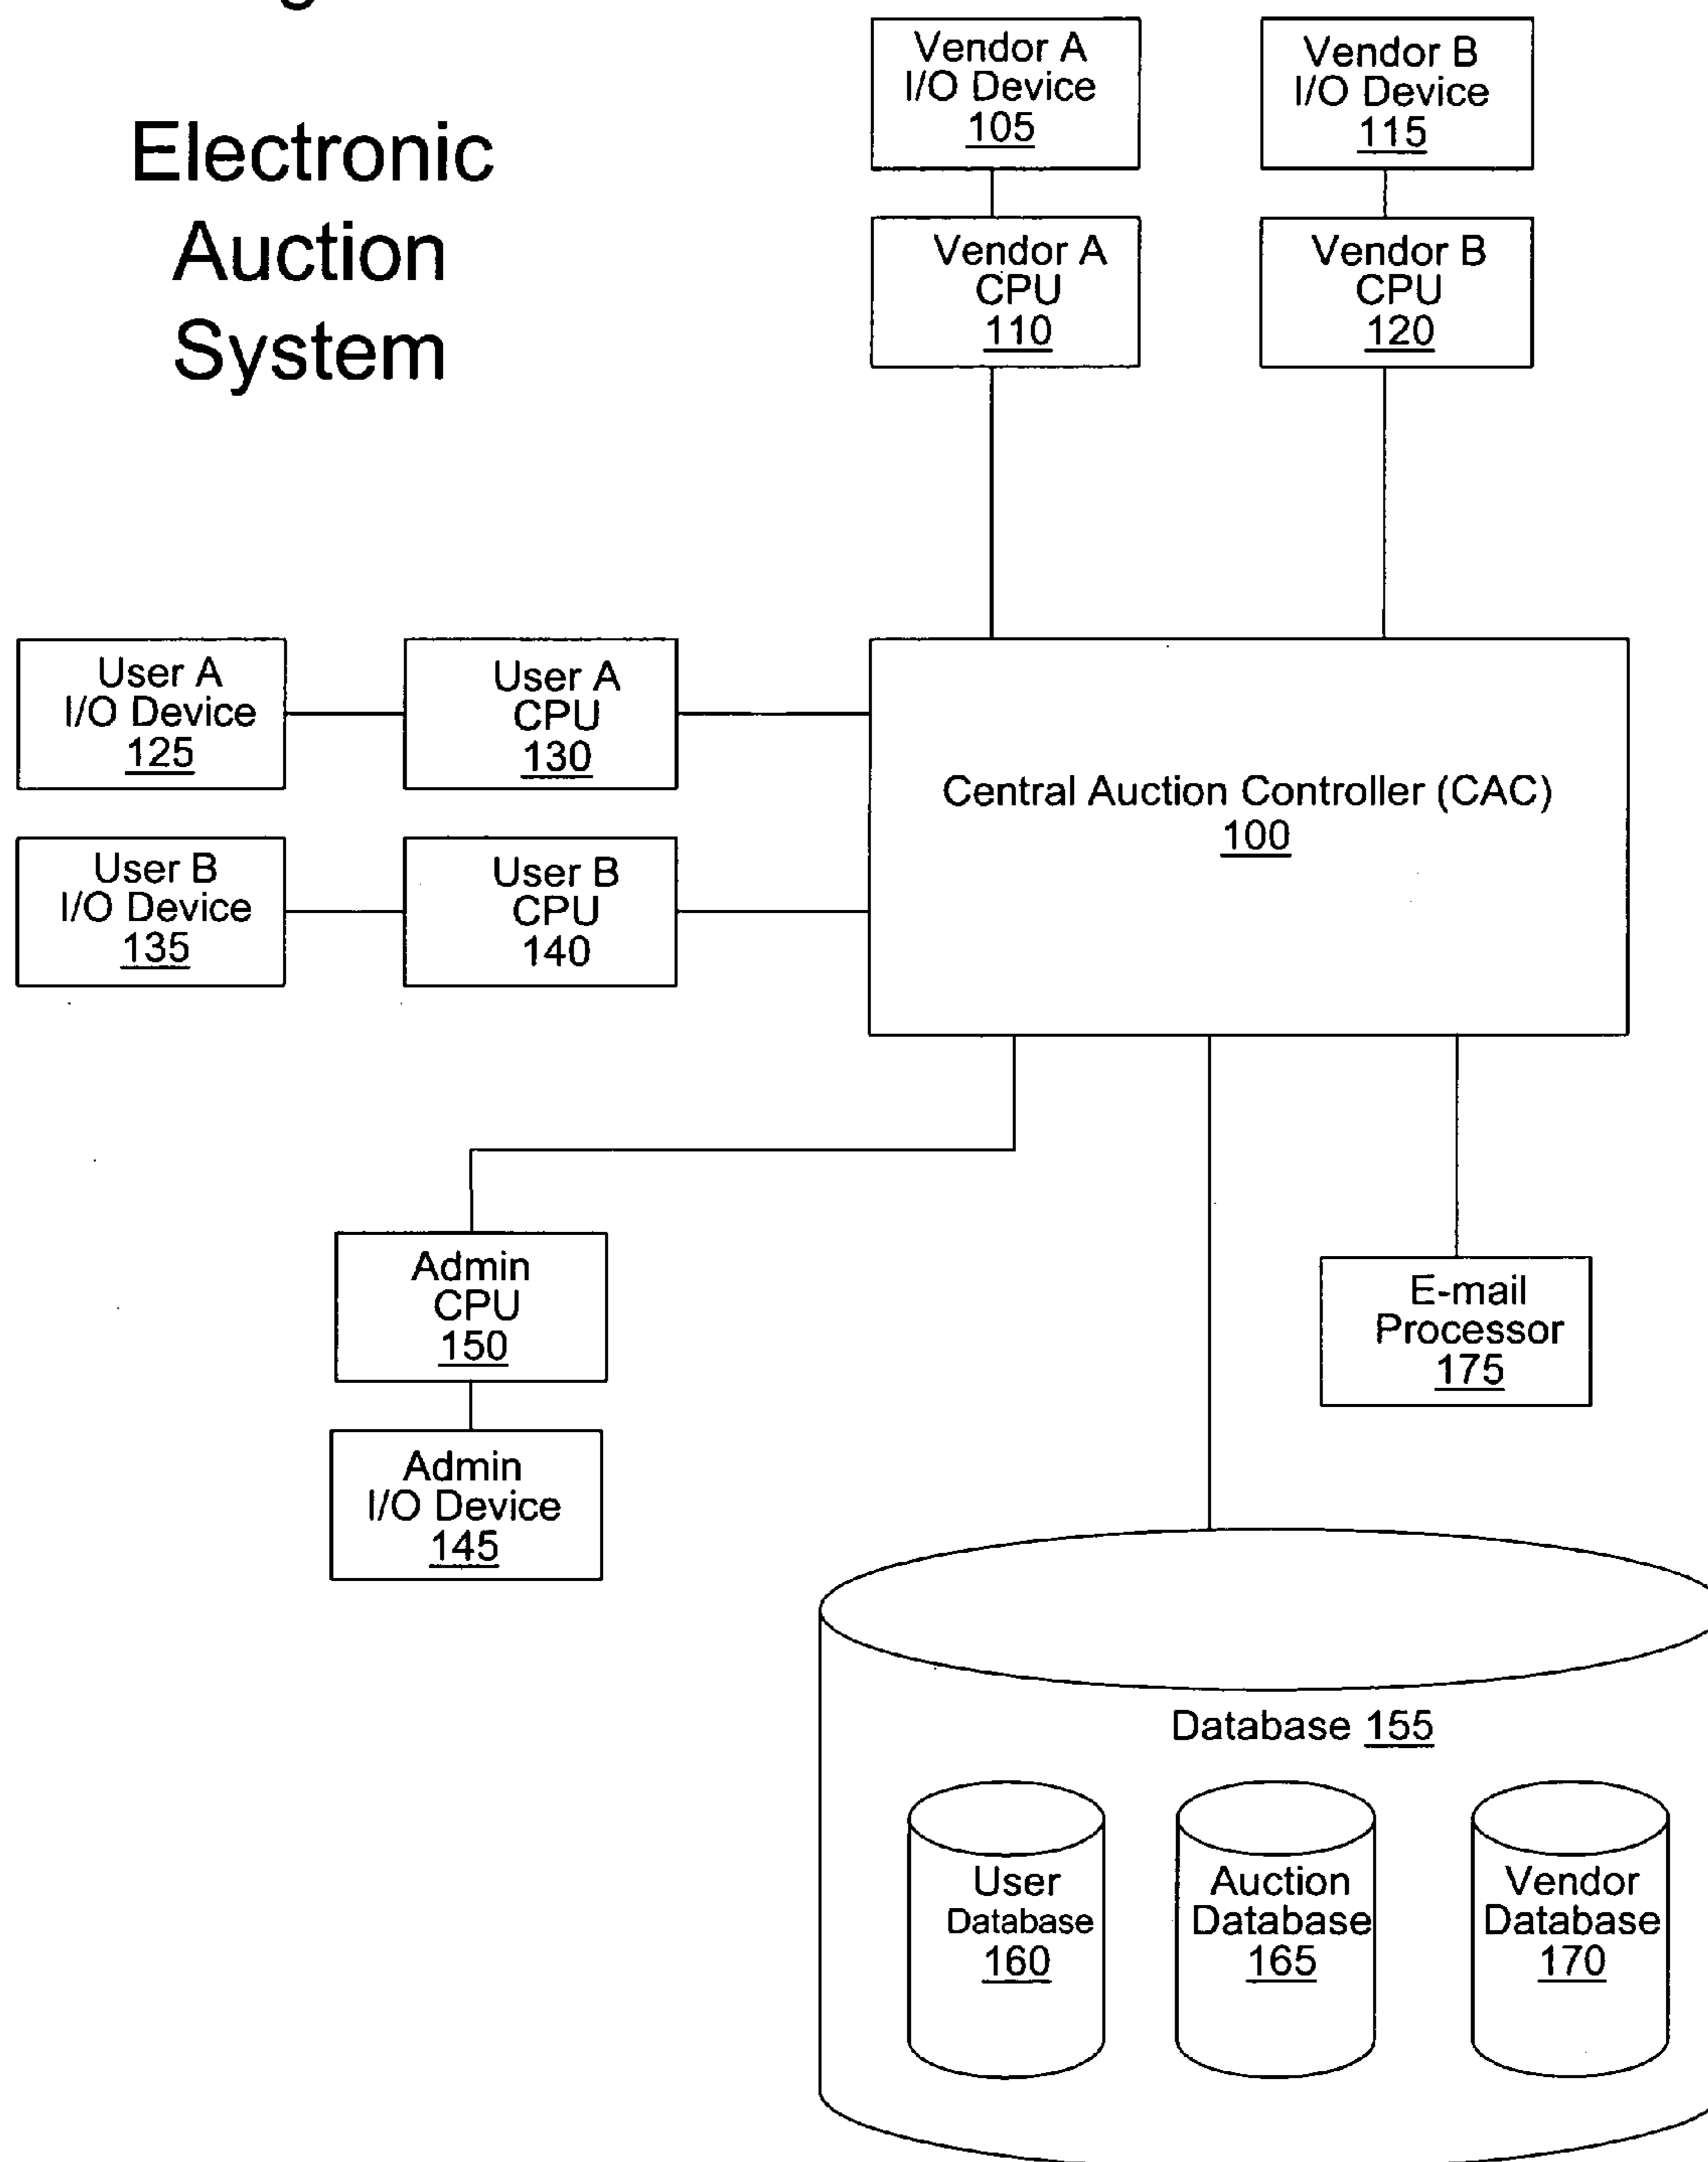 Electronic
Auction
System
Vendor A
I/O Device
105
Vendor B
I/O Device
115
Vendor A
CPU
110
Vendor B
CPU
120
User A
I/O Device
125
User A
CPU
130
Central Auction Controller (CAC)
100
User B
I/O Device
135
User B
CPU
140
Admin
CPU
150
E-mail
Processor
175
Admin
I/O Device
145
Database 155
User
Database
160
Auction
Database
165
Vendor
Database
170